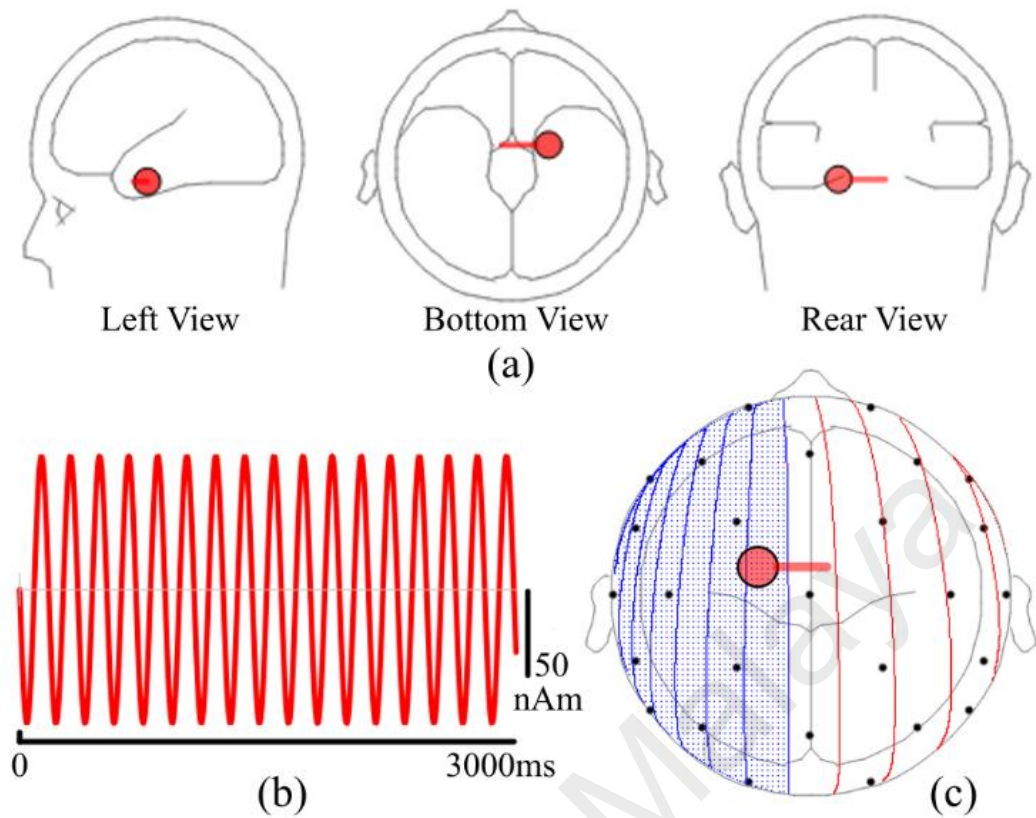 Left View
Bottom View
Rear View
(a)
50
nAm
0
3000ms
(b)
(c)
Malaya